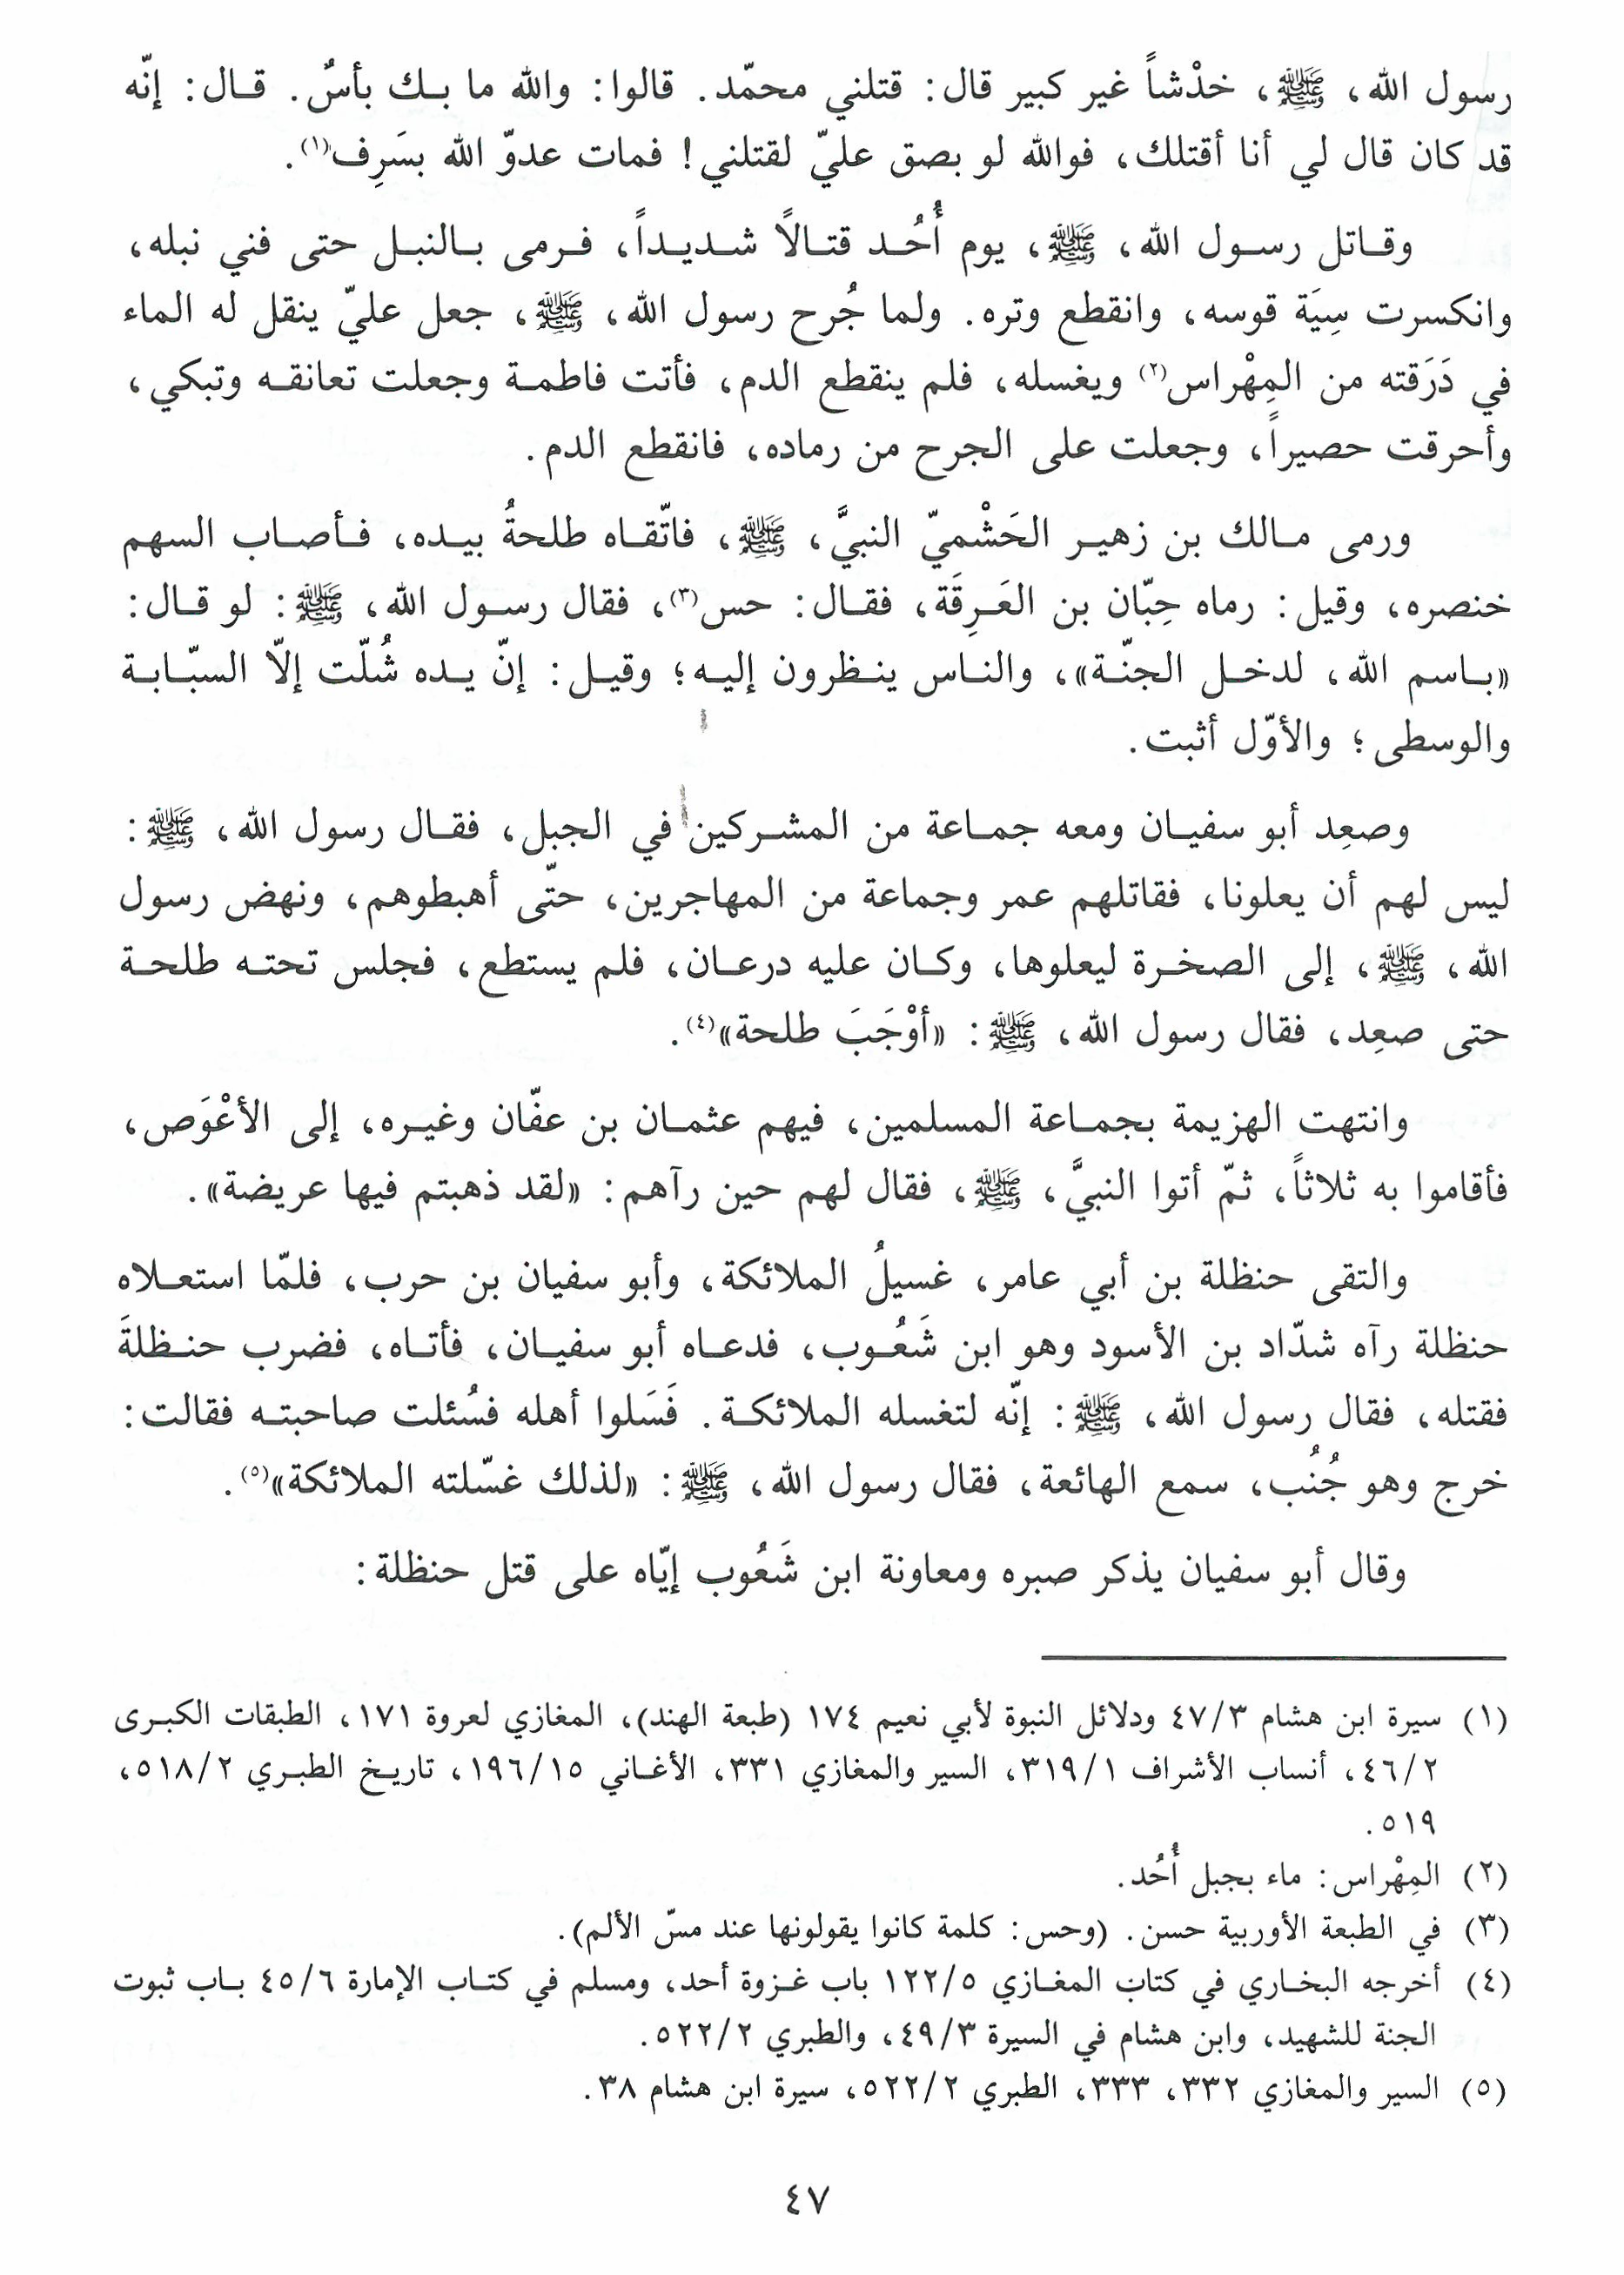 رسول الله، ﷺ، خدْشاً غير كبير قال: قتلني محمّد. قالوا: والله ما بك بأسٌ. قال: إنّه
قد كان قال لي أنا أقتلك، فوالله لو بصق عليّ لقتلني! فمات عدوّ الله بسَرِف(١).
وقاتل رسول الله، ﷺ، يوم أُحُد قتالاً شديداً، فرمى بالنبل حتى فني نبله،
وانكسرت سِيَة قوسه، وانقطع وتره. ولما جُرح رسول الله، ﷺ، جعل عليّ ينقل له الماء
في دَرَقته من المِهْراس(٢) ويغسله، فلم ينقطع الدم، فأتت فاطمة وجعلت تعانقه وتبكي،
وأحرقت حصيراً، وجعلت على الجرح من رماده، فانقطع الدم.
ورمى مالك بن زهير الحَشْميّ النبيَّ، ﷺ، فاتّقاه طلحةُ بيده، فأصاب السهم
خنصره، وقيل: رماه حِبّان بن العَرِقَة، فقال: حس(٣)، فقال رسول الله، ﷺ: لو قال:
«باسم الله، لدخل الجنّة»، والناس ينظرون إليه؛ وقيل: إنّ يده شُلّت إلّا السبّابة
والوسطى؛ والأوّل أثبت.
وصعِد أبو سفيان ومعه جماعة من المشركين في الجبل، فقال رسول الله، ﷺ:
ليس لهم أن يعلونا، فقاتلهم عمر وجماعة من المهاجرين، حتّى أهبطوهم، ونهض رسول
الله، ﷺ، إلى الصخرة ليعلوها، وكان عليه درعان، فلم يستطع، فجلس تحته طلحة
حتى صعِد، فقال رسول الله، ﷺ: «أوْجَبَ طلحة»(٤).
وانتهت الهزيمة بجماعة المسلمين، فيهم عثمان بن عفّان وغيره، إلى الأعْوَص،
فأقاموا به ثلاثاً، ثمّ أتوا النبيَّ، ﷺ، فقال لهم حين رآهم: «لقد ذهبتم فيها عريضة».
والتقى حنظلة بن أبي عامر، غسيلُ الملائكة، وأبو سفيان بن حرب، فلمّا استعلاه
حنظلة رآه شدّاد بن الأسود وهو ابن شَعُوب، فدعاه أبو سفيان، فأتاه، فضرب حنظلةَ
فقتله، فقال رسول الله، ﷺ: إنّه لتغسله الملائكة. فَسَلوا أهله فسُئلت صاحبته فقالت:
خرج وهو جُنُب، سمع الهائعة، فقال رسول الله، ﷺ: «لذلك غسّلته الملائكة»(٥).
وقال أبو سفيان يذكر صبره ومعاونة ابن شَعُوب إيّاه على قتل حنظلة:
(١) سيرة ابن هشام ٤٧/٣ ودلائل النبوة لأبي نعيم ١٧٤ (طبعة الهند)، المغازي لعروة ١٧١، الطبقات الكبرى
٤٦/٢، أنساب الأشراف ٣١٩/١، السير والمغازي ٣٣١، الأغاني ١٩٦/١٥، تاريخ الطبري ٥١٨/٢،
٥١٩.
(٢) المِهْراس: ماء بجبل أُحُد.
(٣) في الطبعة الأوربية حسن. (وحس: كلمة كانوا يقولونها عند مسّ الألم).
(٤) أخرجه البخاري في كتاب المغازي ١٢٢/٥ باب غزوة أحد، ومسلم في كتاب الإمارة ٤٥/٦ باب ثبوت
الجنة للشهيد، وابن هشام في السيرة ٤٩/٣، والطبري ٥٢٢/٢.
(٥) السير والمغازي ٣٣٢، ٣٣٣، الطبري ٥٢٢/٢، سيرة ابن هشام ٣٨.
٤٧